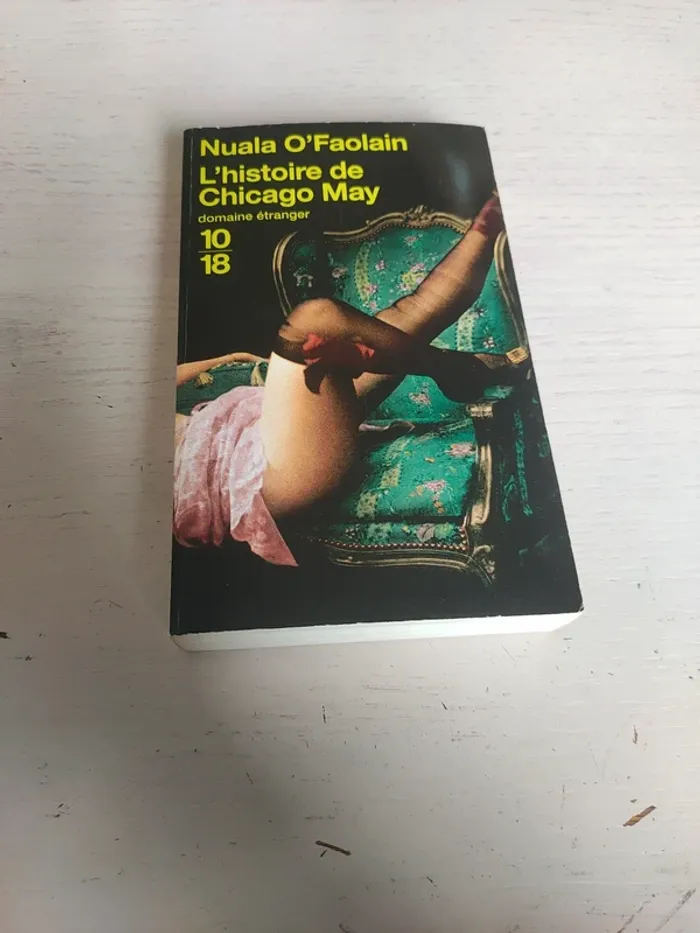 Nuala O'Faolain
L'histoire de
Chicago May
domaine étranger
10
18